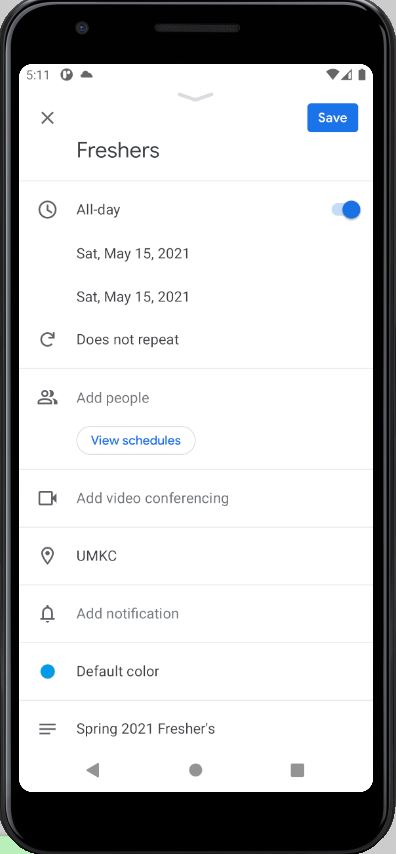 5:11
Save
Freshers
All-day
Sat, May 15, 2021
Sat, May 15, 2021
Does not repeat
Add people
View schedules
Add video conferencing
UMKC
Add notification
Default color
Spring 2021 Fresher's